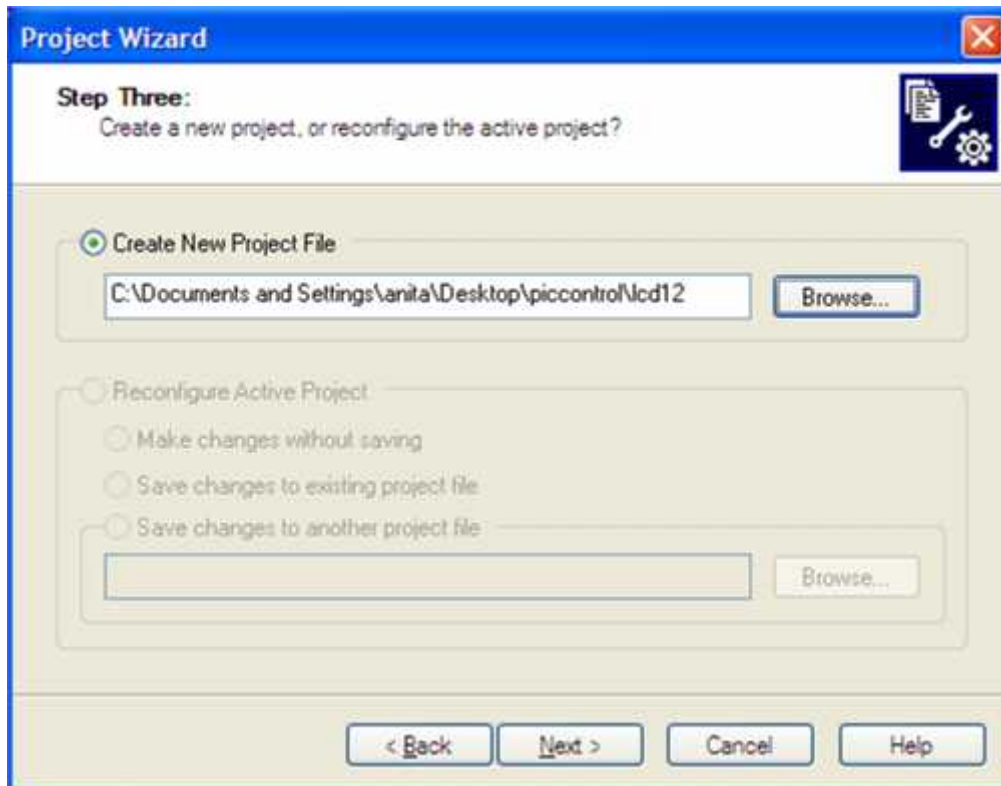 Project Wizard
Step Three:
Create a new project, or reconfigure the active project?
Create New Project File
C:\Documents and Settings\anita\Desktop\piccontrol\lcd12
Browse...
Reconfigure Active Project
Make changes without saving
Save changes to existing project file
Save changes to another project file
Browse...
< Back
Next >
Cancel
Help